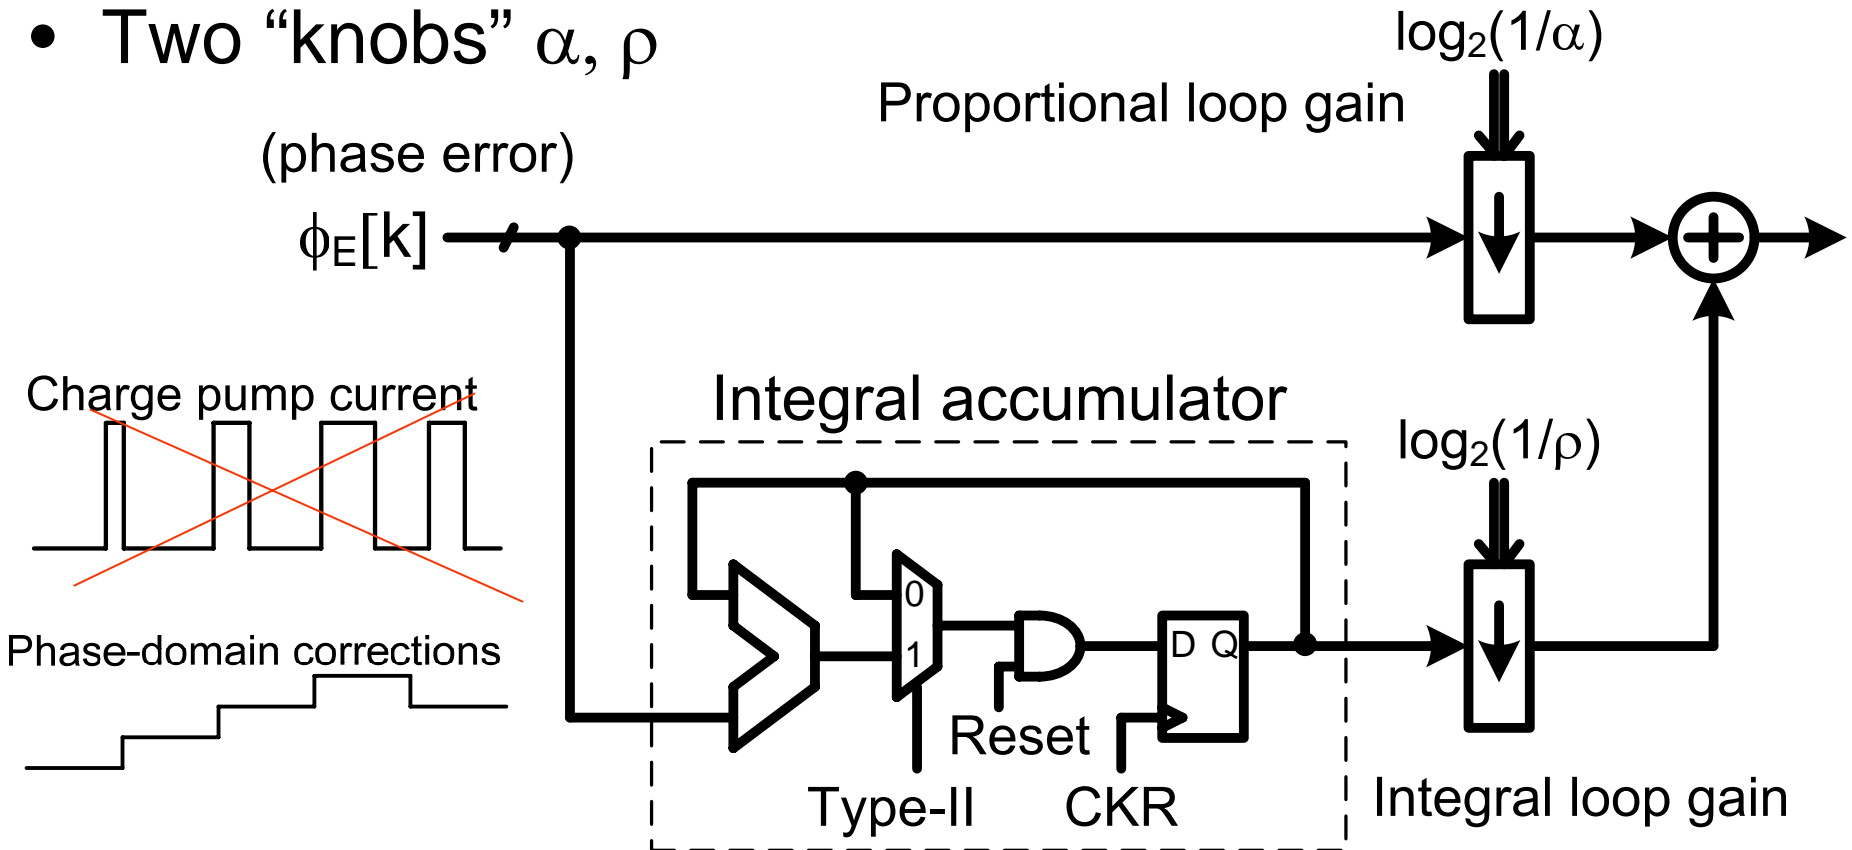 • Two “knobs” α, ρ
log₂(1/α)
Proportional loop gain
(phase error)
ϕE[k]
Charge pump current
Integral accumulator
log₂(1/ρ)
0
1
D Q
Phase-domain corrections
Reset
Type-II
CKR
Integral loop gain